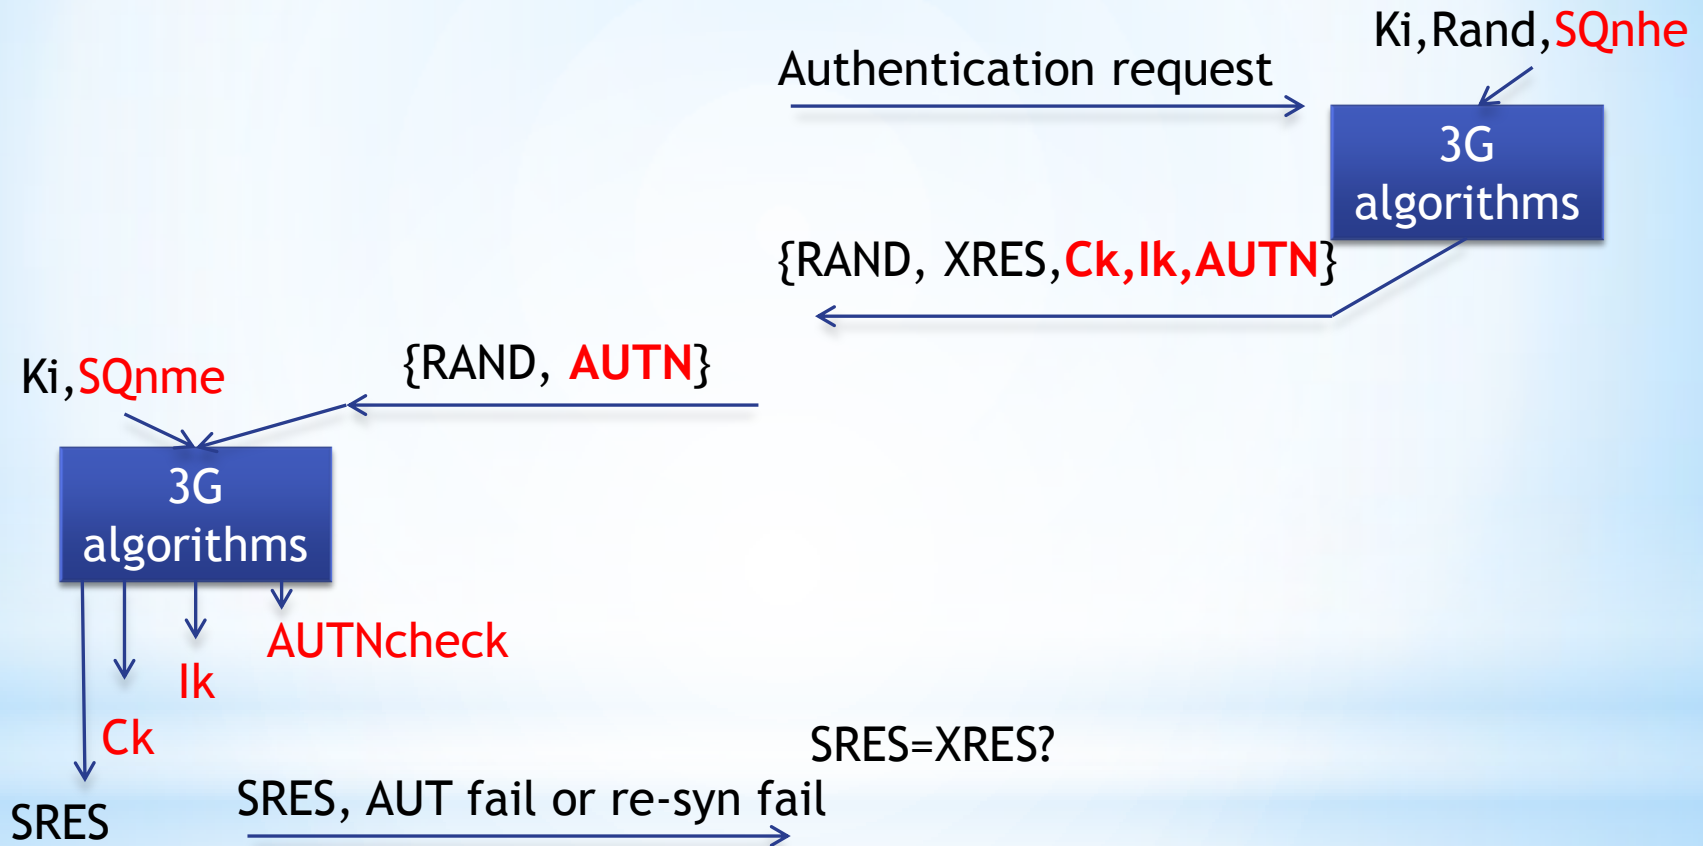 Ki,Rand,SQnhe
Authentication request
3G
algorithms
{RAND, XRES,Ck,Ik,AUTN}
{RAND, AUTN}
Ki,SQnme
3G
algorithms
AUTNcheck
Ik
Ck
SRES=XRES?
SRES, AUT fail or re-syn fail
SRES